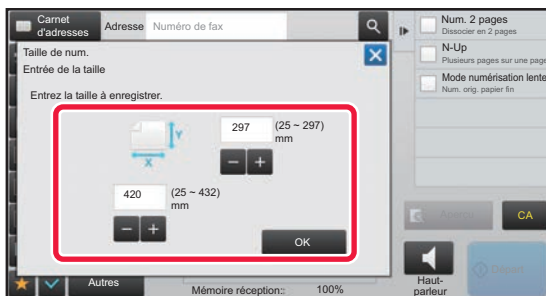 Carnet
d'adresses
Adresse
Numéro de fax
Taille de num.
Entrée de la taille
Entrez la taille à enregistrer.
Y
X
297
(25 ~ 297)
mm
420
(25 ~ 432)
mm
OK
Autres
Mémoire réception::
100%
Num. 2 pages
Dissocier en 2 pages
N-Up
Plusieurs pages sur une page
Mode numérisation lente
Num. orig. papier fin
CA
Haut-
parleur
Départ